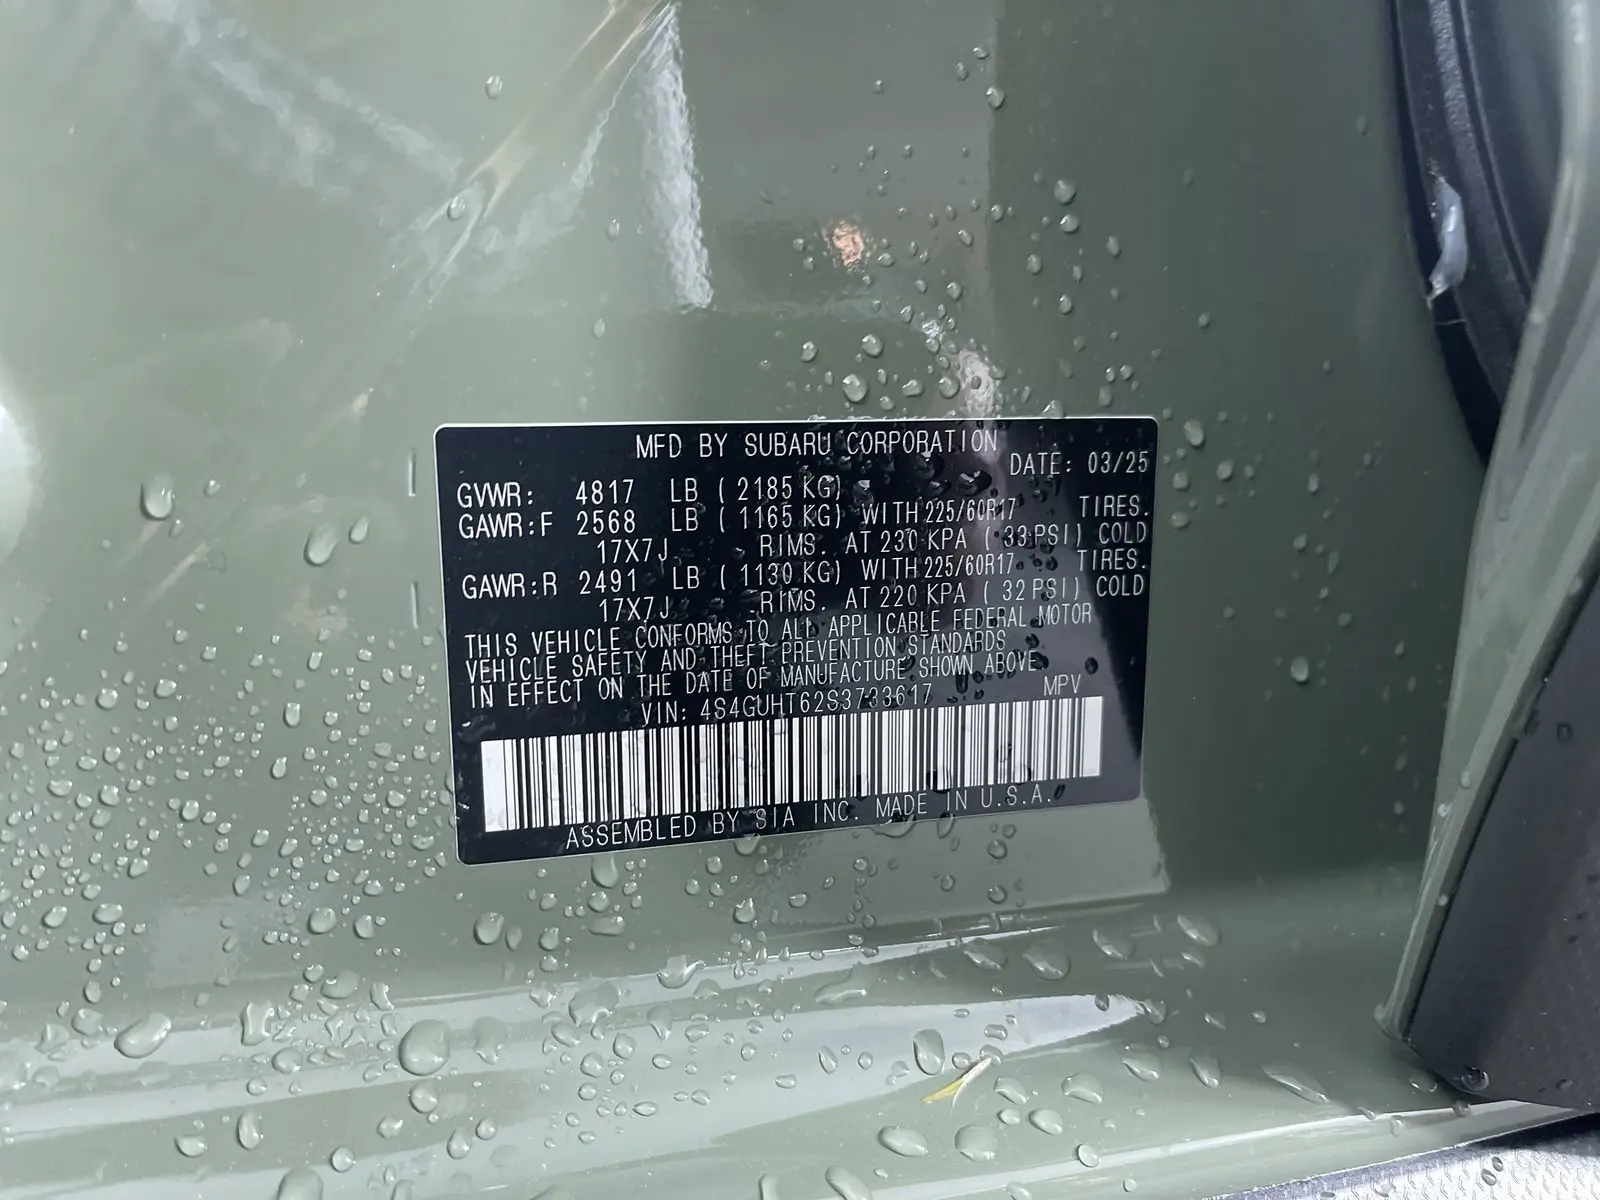 MFD BY SUBARU CORPORATION
DATE: 03/25
GVWR: 4817 LB ( 2185 KG)
GAWR:F 2568 LB ( 1165 KG) WITH 225/60R17 TIRES.
17X7J RIMS. AT 230 KPA ( 33 PSI) COLD
GAWR:R 2491 LB ( 1130 KG) WITH 225/60R17 TIRES.
17X7J RIMS. AT 220 KPA ( 32 PSI) COLD
THIS VEHICLE CONFORMS TO ALL APPLICABLE FEDERAL MOTOR
VEHICLE SAFETY AND THEFT PREVENTION STANDARDS
IN EFFECT ON THE DATE OF MANUFACTURE SHOWN ABOVE.
VIN: 4S4GUHT62S3733617 MPV
ASSEMBLED BY SIA INC. MADE IN U.S.A.